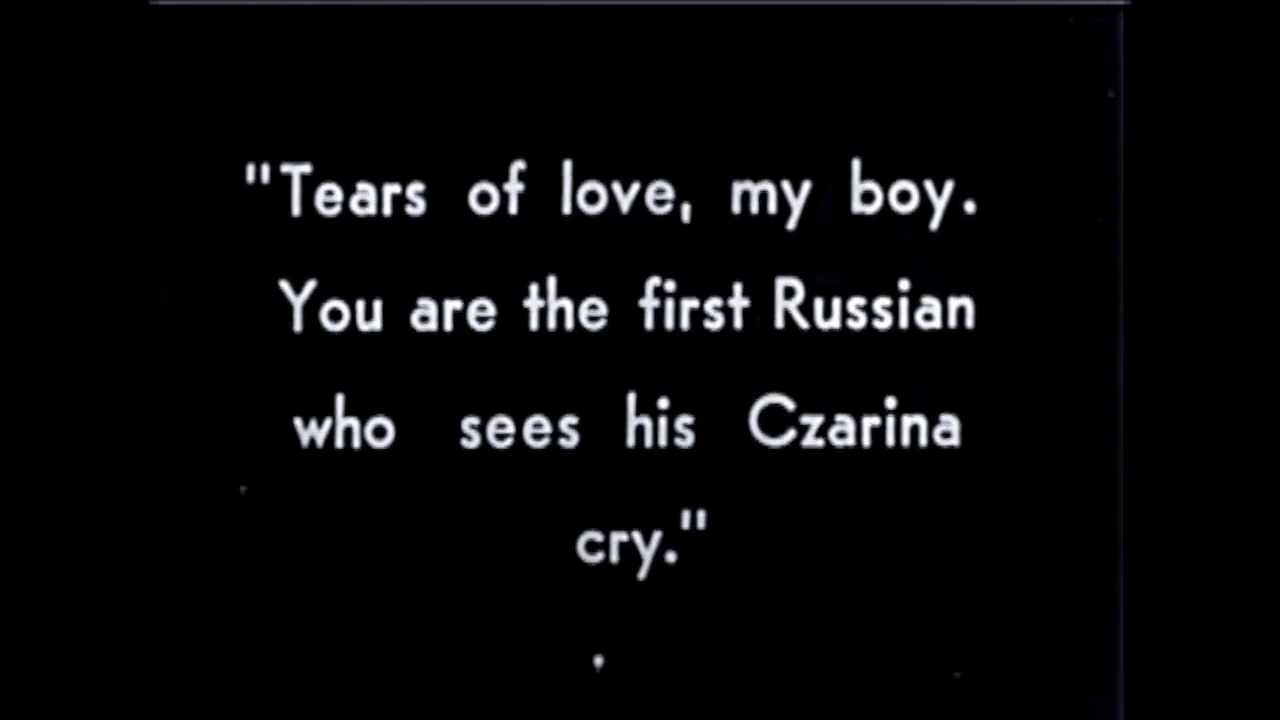 "Tears of love, my boy.
You are the first Russian
who sees his Czarina
cry."